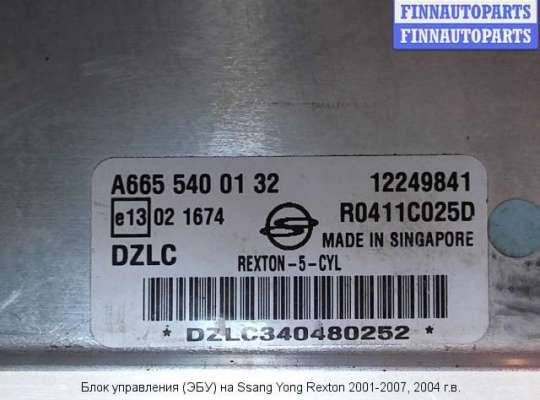 FINNAUTOPARTS
FINNAUTOPARTS
A665 540 01 32 12249841
e13 02 1674 R0411C025D
MADE IN SINGAPORE
DZLC REXTON-5-CYL
* DZLC340480252 *
Блок управления (ЭБУ) на Ssang Yong Rexton 2001-2007, 2004 г.в.